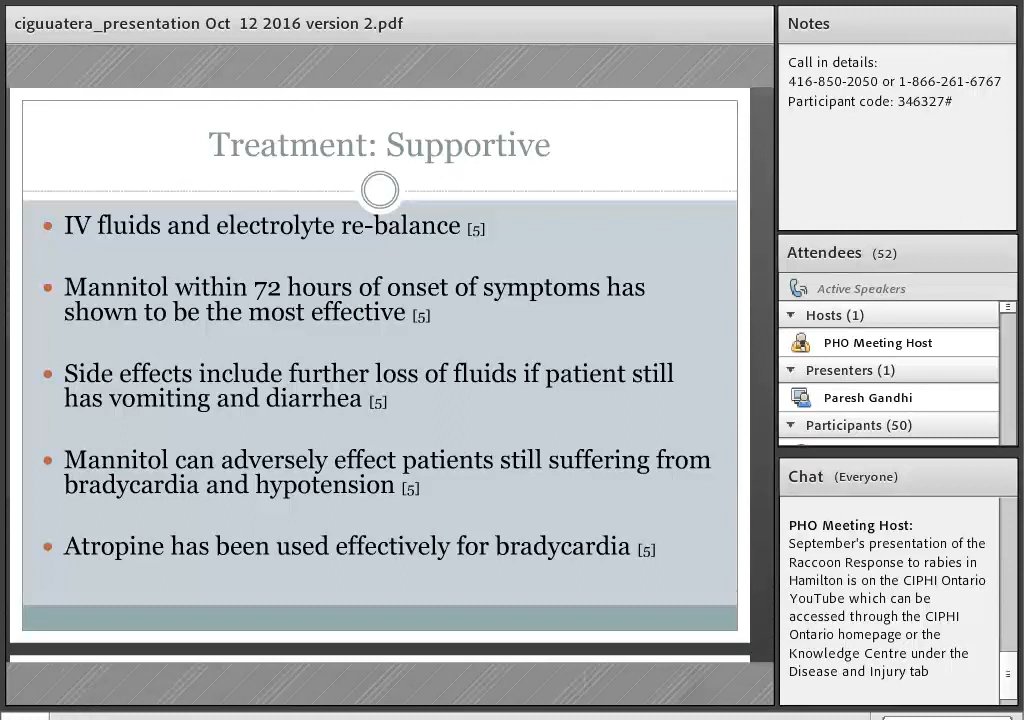 ciguuatera_presentation Oct 12 2016 version 2.pdf
Treatment: Supportive
• IV fluids and electrolyte re-balance [5]
• Mannitol within 72 hours of onset of symptoms has
shown to be the most effective [5]
• Side effects include further loss of fluids if patient still
has vomiting and diarrhea [5]
• Mannitol can adversely effect patients still suffering from
bradycardia and hypotension [5]
• Atropine has been used effectively for bradycardia [5]
Notes
Call in details:
416-850-2050 or 1-866-261-6767
Participant code: 346327#
Attendees (52)
Active Speakers
Hosts (1)
PHO Meeting Host
Presenters (1)
Paresh Gandhi
Participants (50)
Chat (Everyone)
PHO Meeting Host:
September's presentation of the
Raccoon Response to rabies in
Hamilton is on the CIPHI Ontario
YouTube which can be
accessed through the CIPHI
Ontario homepage or the
Knowledge Centre under the
Disease and Injury tab